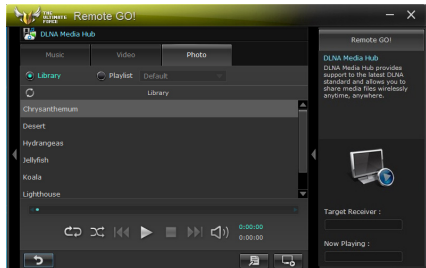 THE ULTIMATE FORCE Remote GO!
DLNA Media Hub
Music Video Photo
Library Playlist Default
Library
Chrysanthemum
Desert
Hydrangeas
Jellyfish
Koala
Lighthouse
0:00:00
0:00:00
Remote GO!
DLNA Media Hub
DLNA Media Hub provides
support to the latest DLNA
standard and allows you to
share media files wirelessly
anytime, anywhere.
Target Receiver :
Now Playing :